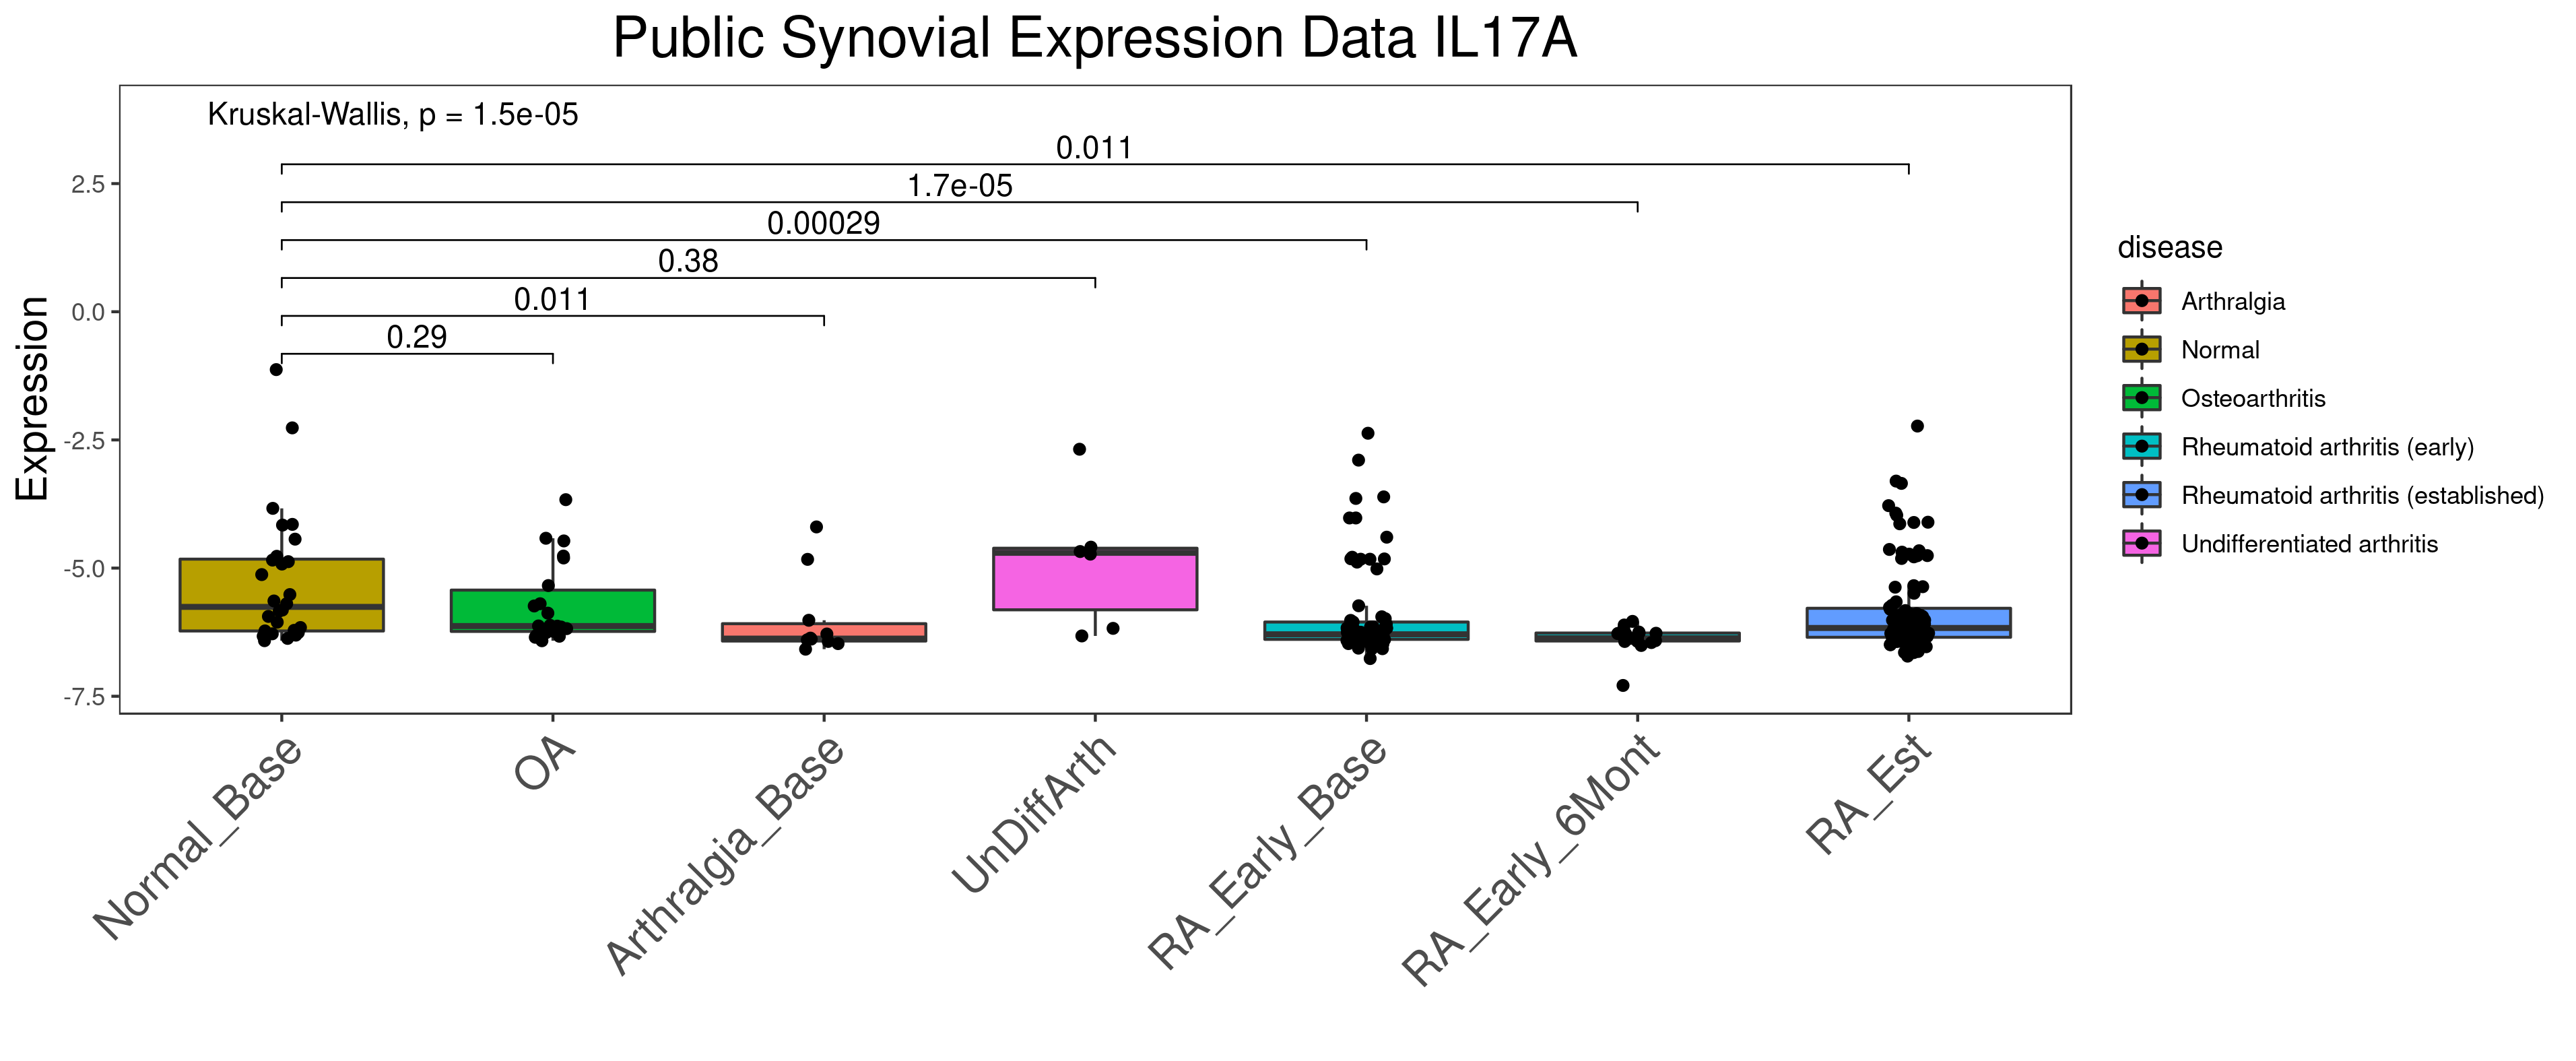 Public Synovial Expression Data IL17A
Kruskal-Wallis, p = 1.5e-05
0.011
1.7e-05
0.00029
0.38
0.011
0.29
Expression
2.5
0.0
-2.5
-5.0
-7.5
Normal_Base
OA
Arthralgia_Base
UnDiffArth
RA_Early_Base
RA_Early_6Mont
RA_Est
disease
Arthralgia
Normal
Osteoarthritis
Rheumatoid arthritis (early)
Rheumatoid arthritis (established)
Undifferentiated arthritis